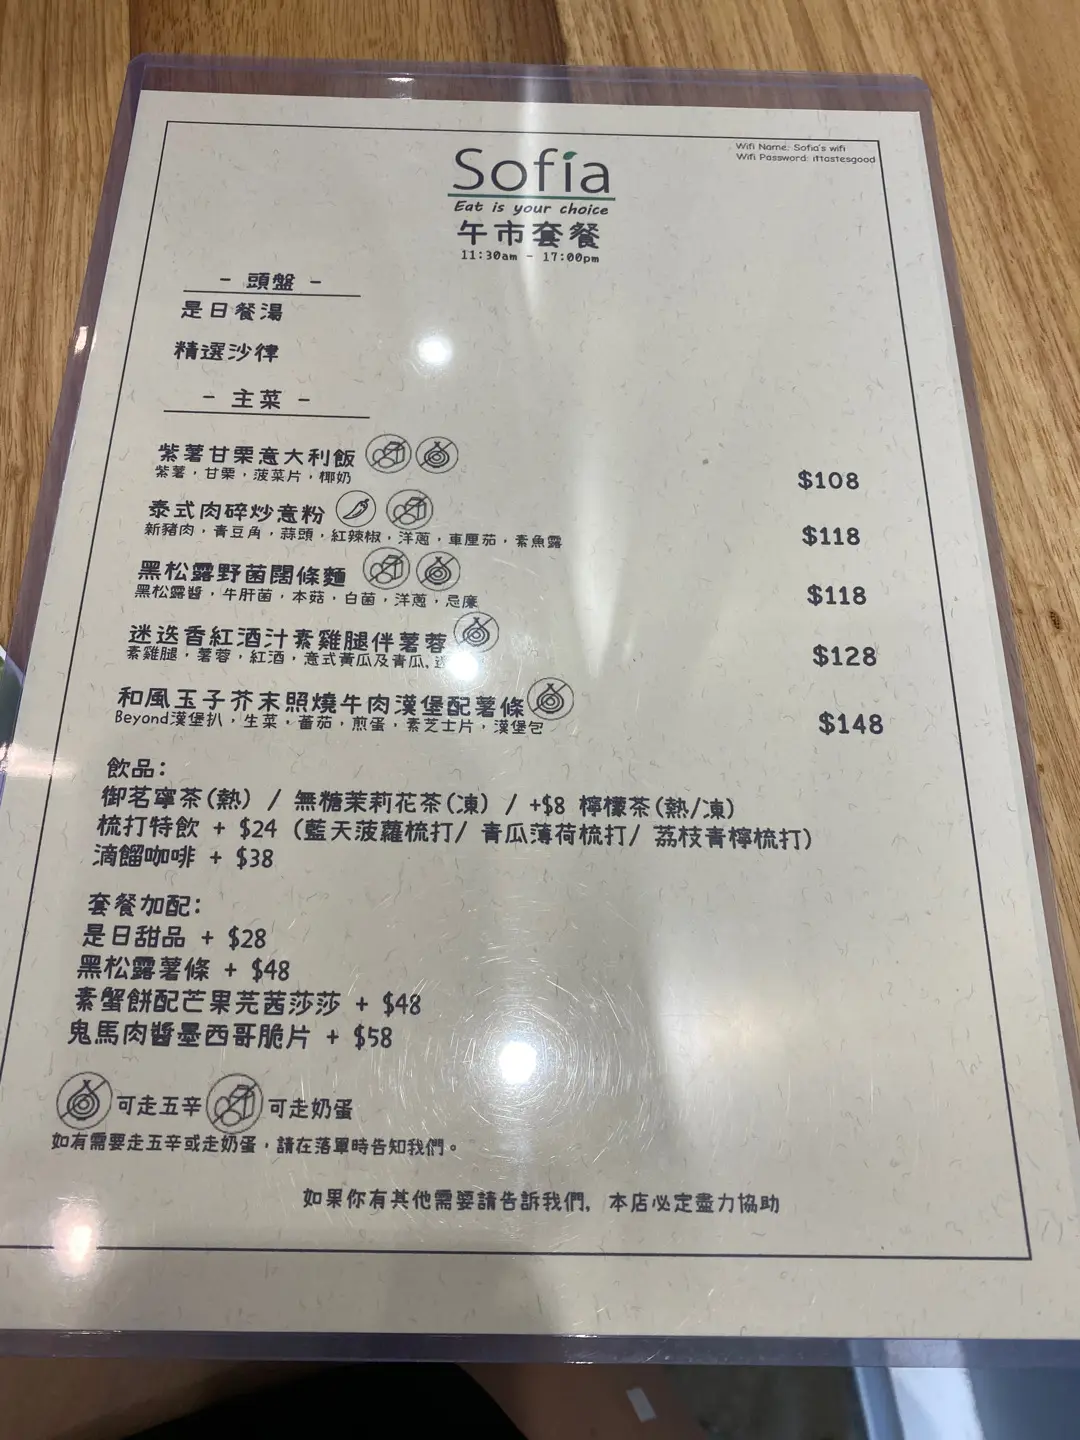 Wifi Name: Sofia's wifi
Wifi Password: ittastesgood
Sofia
Eat is your choice
午市套餐
11:30am - 17:00pm
- 頭盤 -
是日餐湯
精選沙律
- 主菜 -
紫薯甘栗意大利飯
紫薯，甘栗，菠菜片，椰奶
$108
泰式肉碎炒意粉
新豬肉，青豆角，蒜頭，紅辣椒，洋蔥，車厘茄，素魚露
$118
黑松露野菌闊條麵
黑松露醬，牛肝菌，本菇，白菌，洋蔥，忌廉
$118
迷迭香紅酒汁素雞腿伴薯蓉
素雞腿，薯蓉，紅酒，意式黃瓜及青瓜,
$128
和風玉子芥末照燒牛肉漢堡配薯條
Beyond漢堡扒，生菜，蕃茄，煎蛋，素芝士片，漢堡包
$148
飲品:
御茗寧茶(熱) / 無糖茉莉花茶(凍) / +$8 檸檬茶(熱/凍)
梳打特飲 + $24 (藍天菠蘿梳打/ 青瓜薄荷梳打/ 荔枝青檸梳打)
滴餾咖啡 + $38
套餐加配:
是日甜品 + $28
黑松露薯條 + $48
素蟹餅配芒果芫茜莎莎 + $48
鬼馬肉醬墨西哥脆片 + $58
可走五辛 可走奶蛋
如有需要走五辛或走奶蛋，請在落單時告知我們。
如果你有其他需要請告訴我們, 本店必定盡力協助